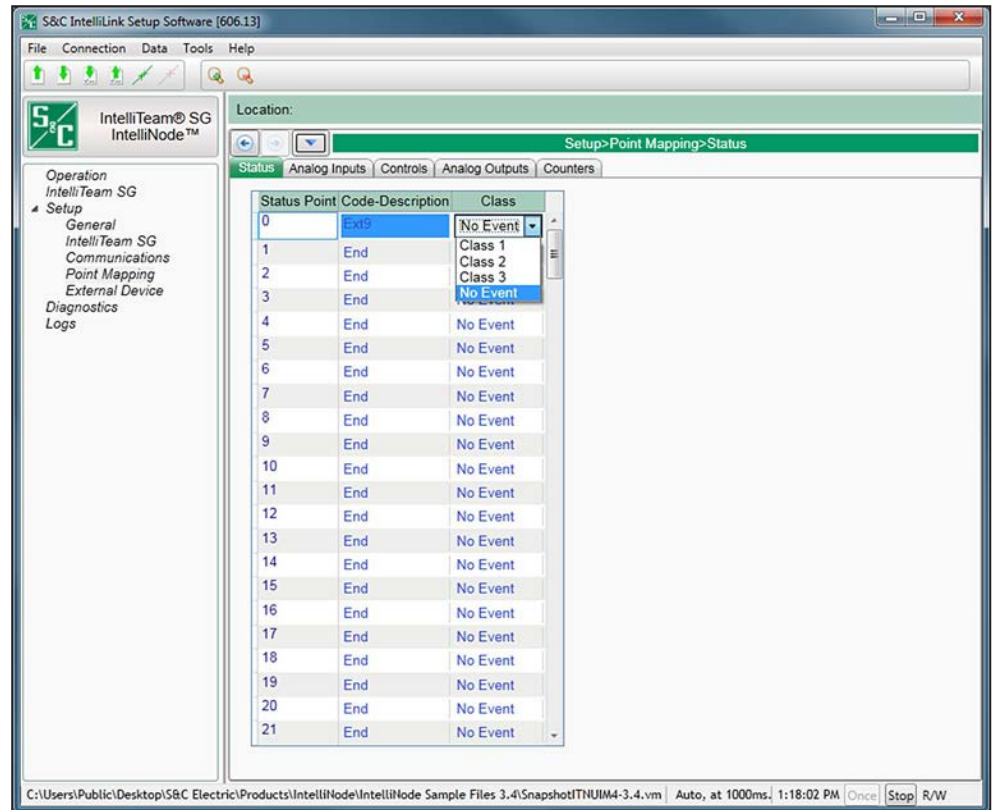 S&C IntelliLink Setup Software [606.13]
File Connection Data Tools Help
S&C
IntelliTeam® SG
IntelliNode™
Location:
Setup>Point Mapping>Status
Operation
IntelliTeam SG
Setup
General
IntelliTeam SG
Communications
Point Mapping
External Device
Diagnostics
Logs
Status Analog Inputs Controls Analog Outputs Counters
Status Point Code-Description Class
0 Ext9 No Event
Class 1
Class 2
Class 3
No Event
1 End
2 End
3 End No Event
4 End No Event
5 End No Event
6 End No Event
7 End No Event
8 End No Event
9 End No Event
10 End No Event
11 End No Event
12 End No Event
13 End No Event
14 End No Event
15 End No Event
16 End No Event
17 End No Event
18 End No Event
19 End No Event
20 End No Event
21 End No Event
C:\Users\Public\Desktop\S&C Electric\Products\IntelliNode\IntelliNode Sample Files 3.4\SnapshotITNUIM4-3.4.vm Auto, at 1000ms. 1:18:02 PM Once Stop R/W